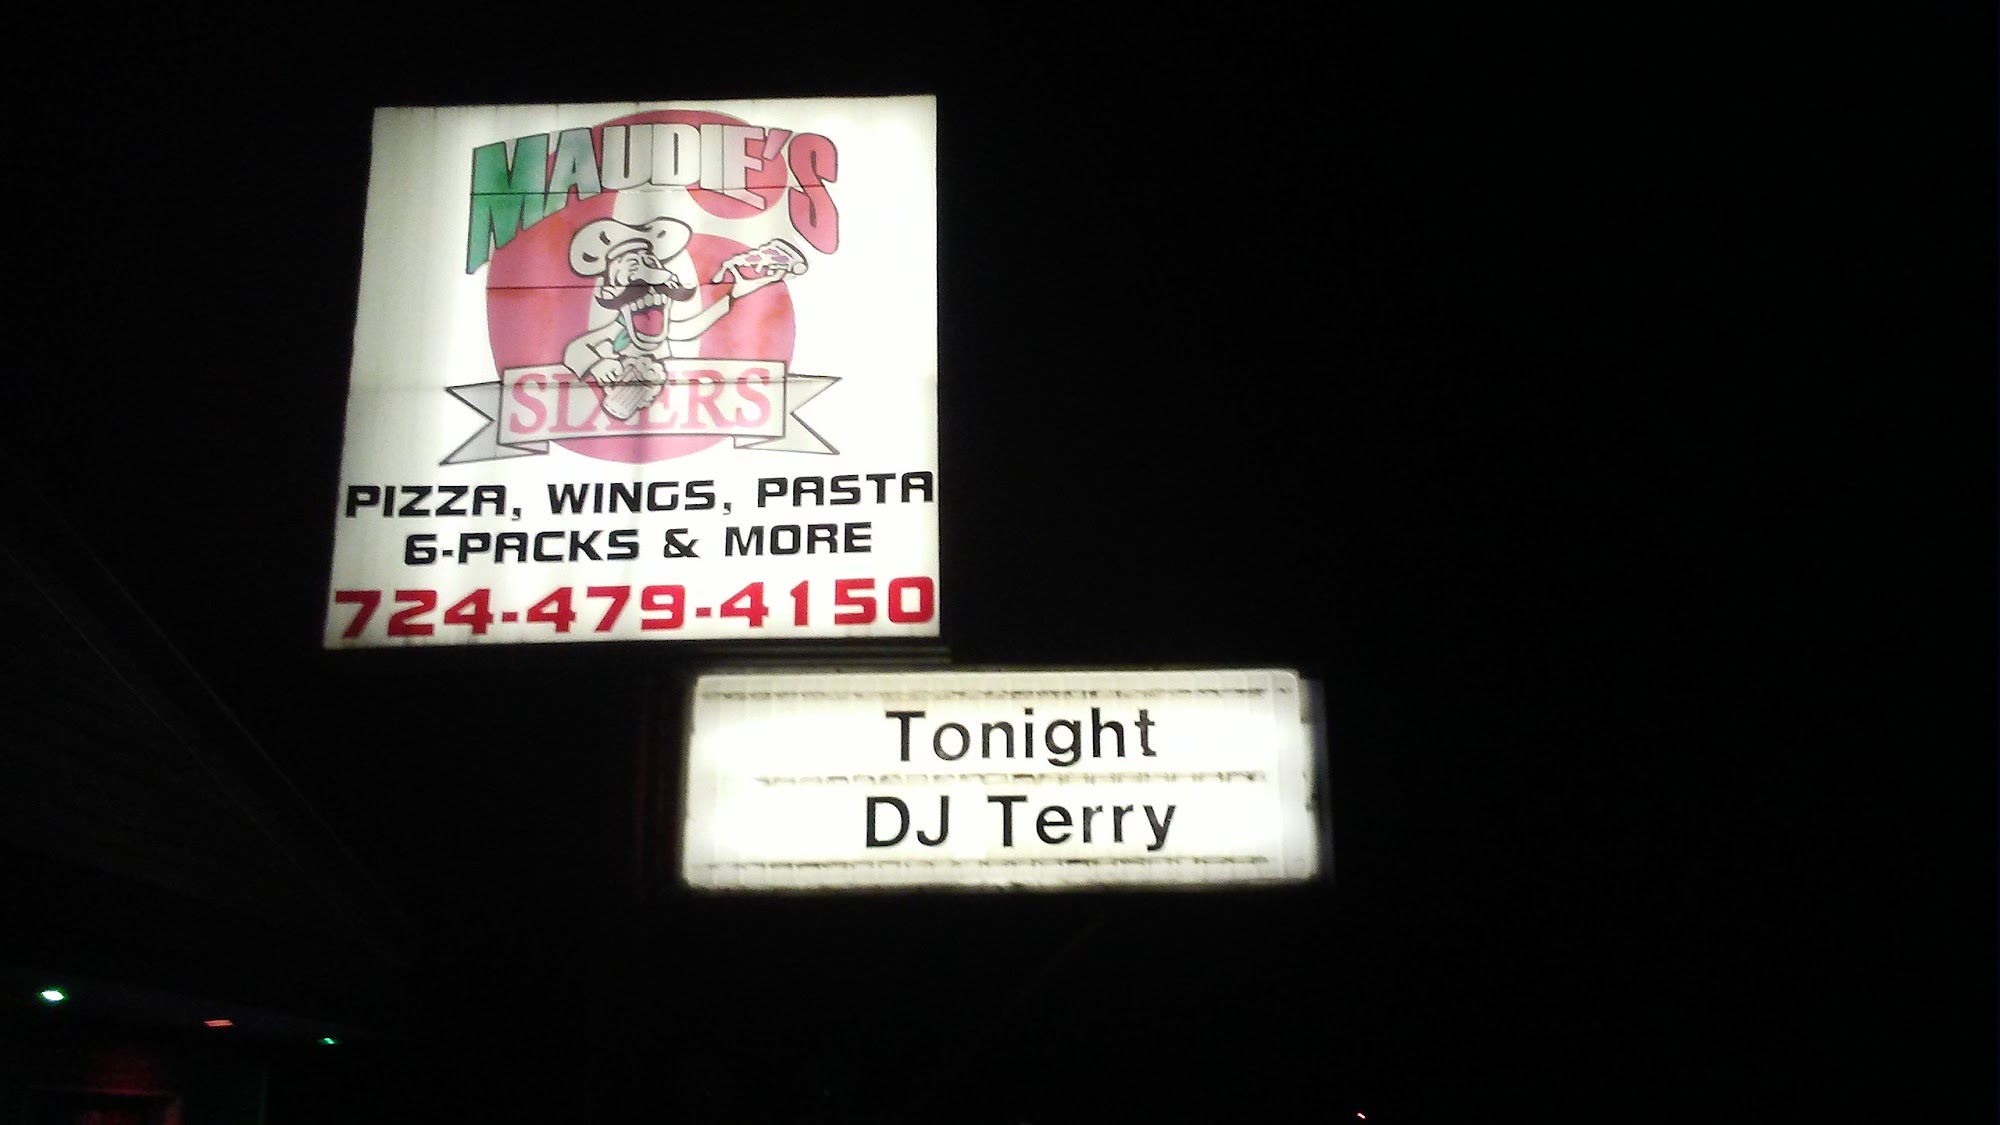 MAUDIE'S
SIXERS
PIZZA, WINGS, PASTA
6-PACKS & MORE
724-479-4150
Tonight
DJ Terry